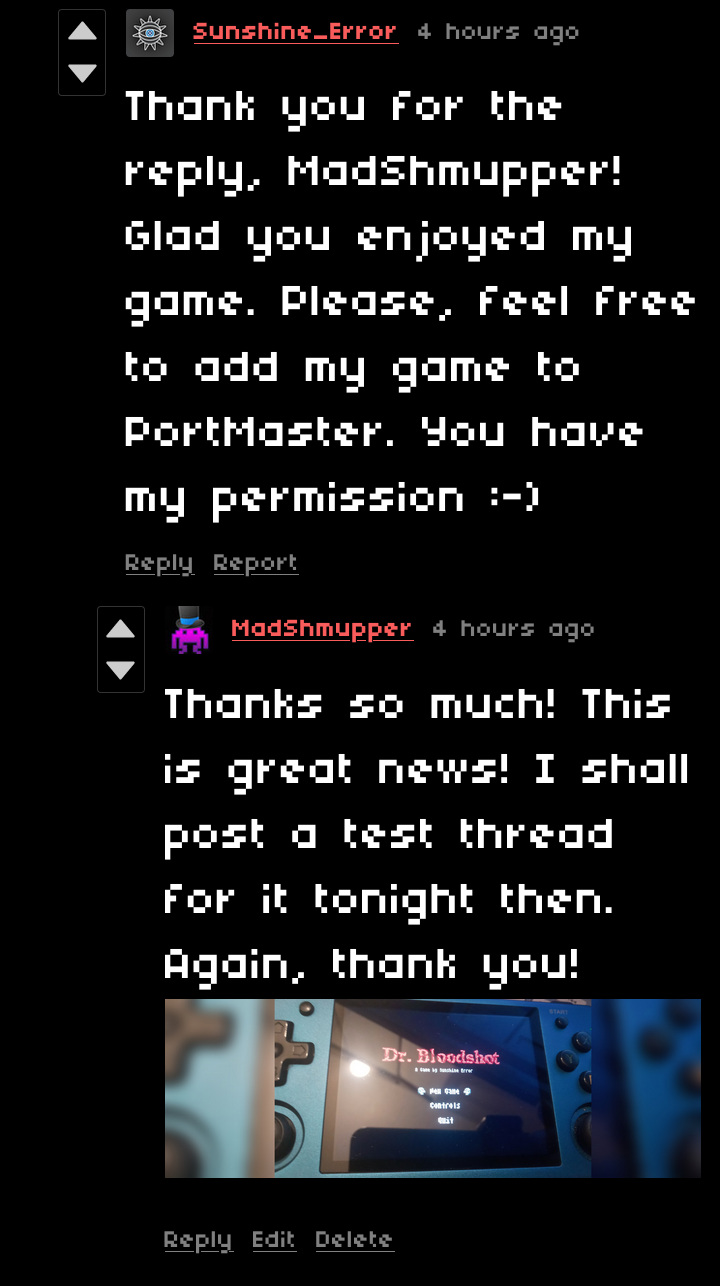 Sunshine_Error 4 hours ago
Thank you for the
reply, MadShmupper!
Glad you enjoyed my
game. Please, feel free
to add my game to
PortMaster. You have
my permission :-)
Reply Report
MadShmupper 4 hours ago
Thanks so much! This
is great news! I shall
post a test thread
for it tonight then.
Again, thank you!
START
Dr. Bloodshot
A Game by Sunshine Error
New Game
Controls
Quit
Reply Edit Delete